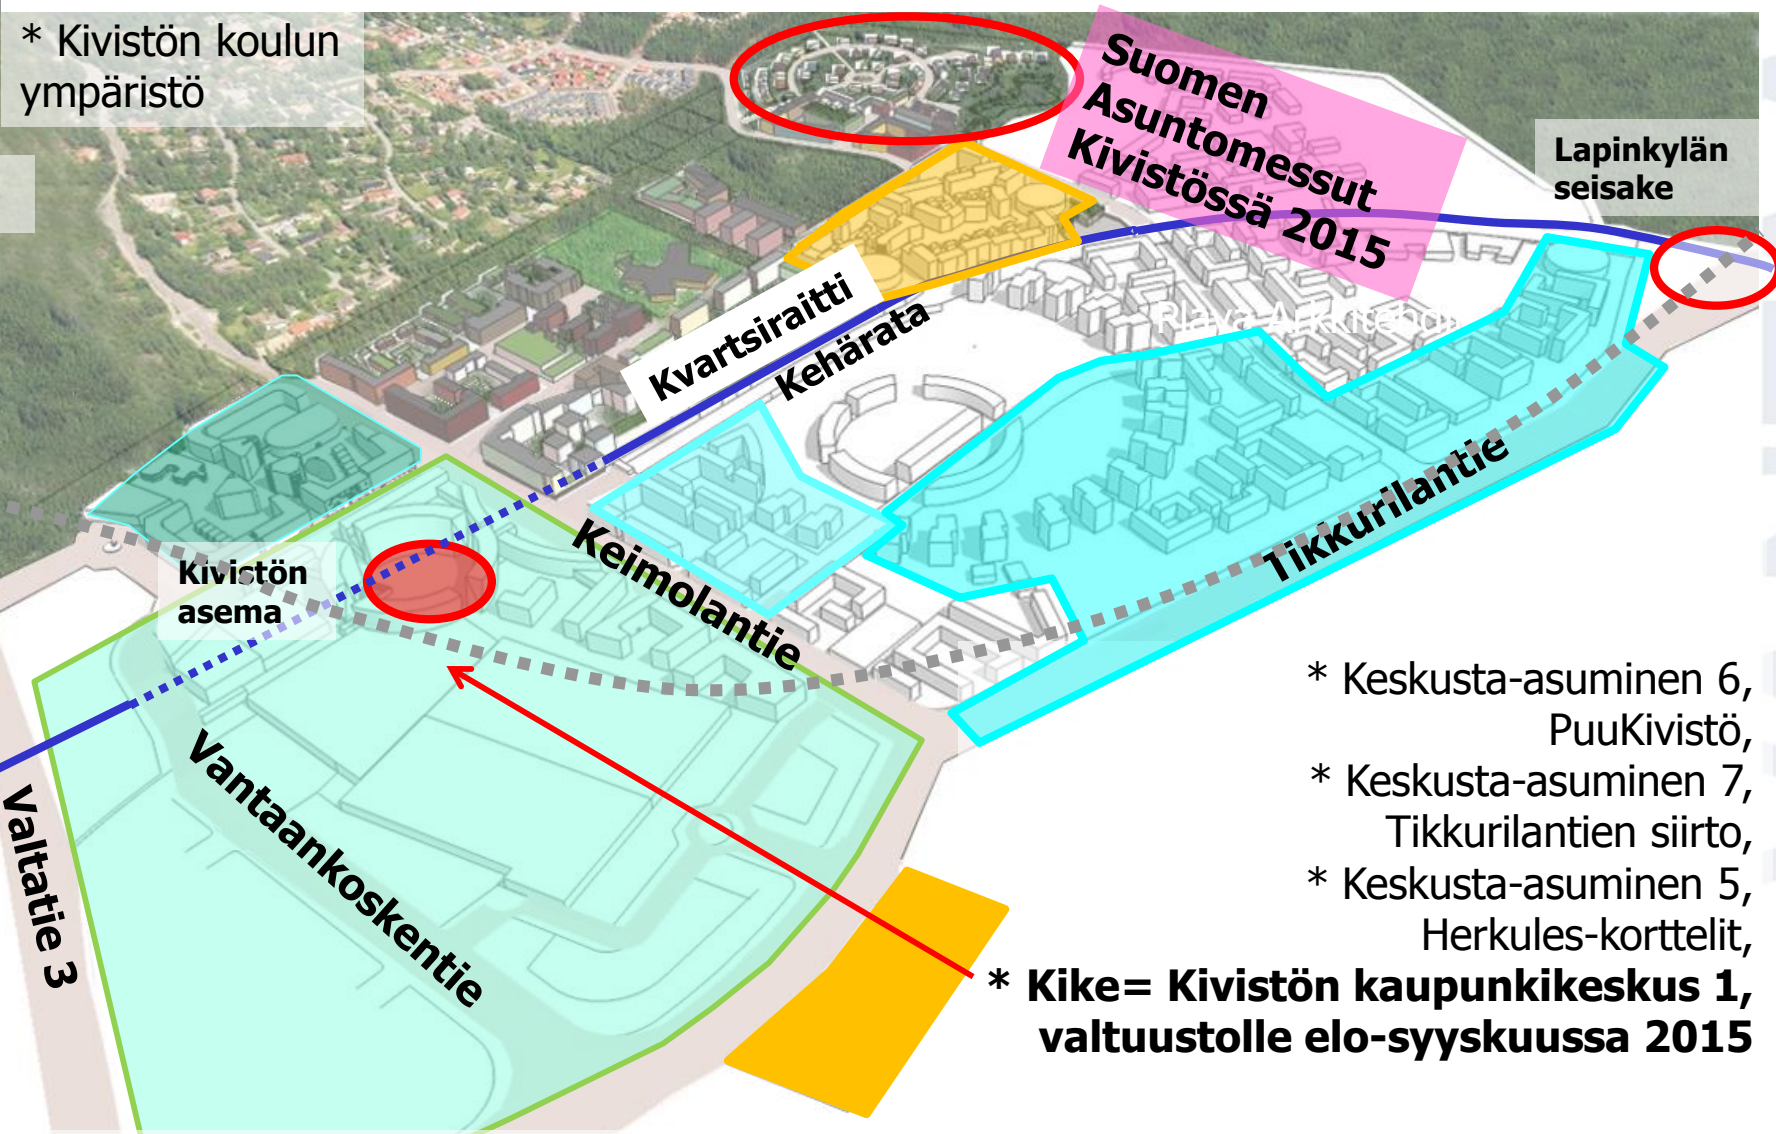 * Kivistön koulun
ympäristö
Suomen
Asuntomessut
Kivistössä 2015
Lapinkylän
seisake
Kvartsiraitti
Kehärata
Playa Arkkitehdit
Tikkurilantie
Keimolantie
Kivistön
asema
Vantaankoskentie
Valtatie 3
* Keskusta-asuminen 6,
PuuKivistö,
* Keskusta-asuminen 7,
Tikkurilantien siirto,
* Keskusta-asuminen 5,
Herkules-korttelit,
* Kike= Kivistön kaupunkikeskus 1,
valtuustolle elo-syyskuussa 2015